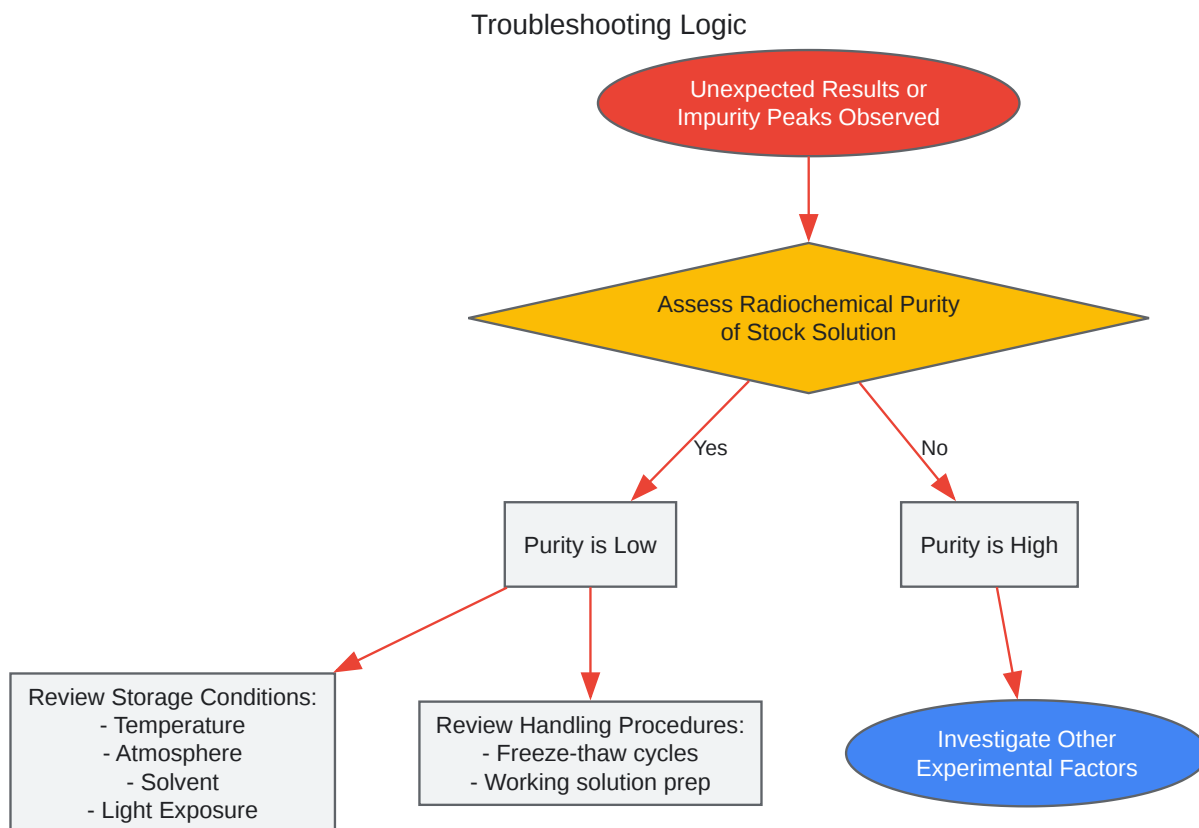 Troubleshooting Logic
Unexpected Results or
Impurity Peaks Observed
Assess Radiochemical Purity
of Stock Solution
Yes
No
Purity is Low
Purity is High
Review Storage Conditions:
- Temperature
- Atmosphere
- Solvent
- Light Exposure
Review Handling Procedures:
- Freeze-thaw cycles
- Working solution prep
Investigate Other
Experimental Factors